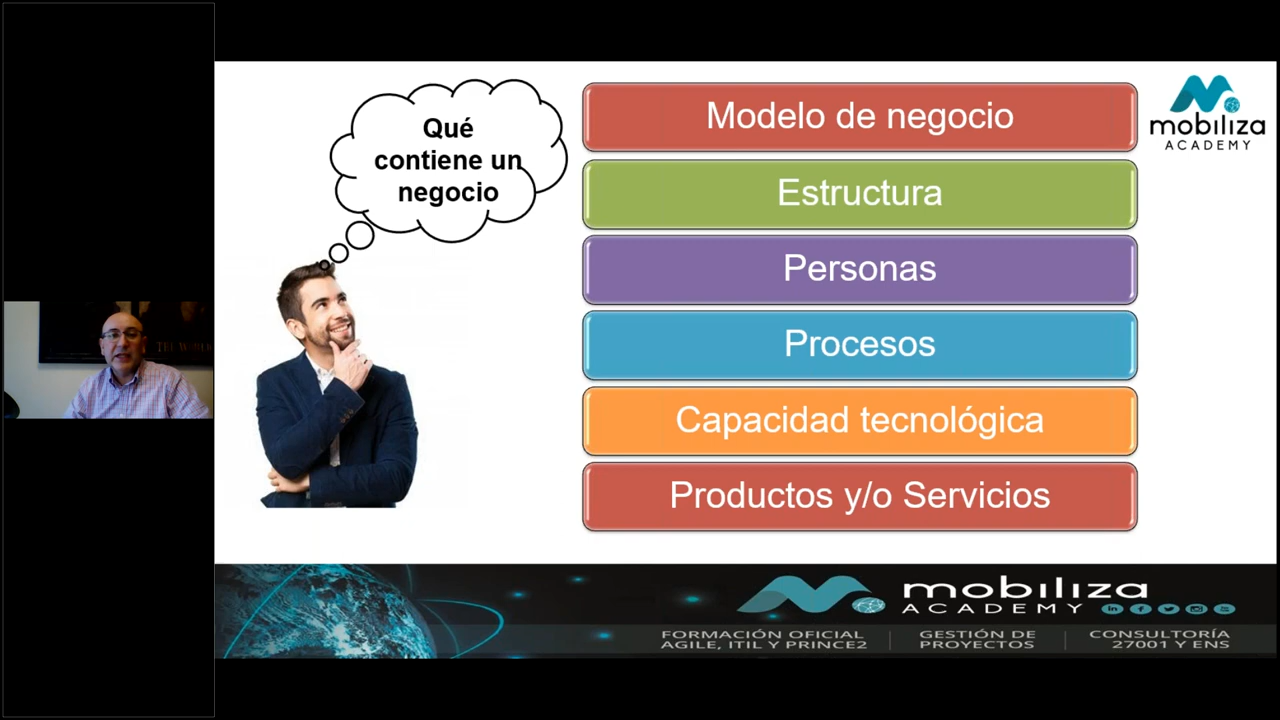 Qué
contiene un
negocio
Modelo de negocio
Estructura
Personas
Procesos
Capacidad tecnológica
Productos y/o Servicios
mobiliza
ACADEMY
mobiliza
ACADEMY
FORMACIÓN OFICIAL
AGILE, ITIL Y PRINCE2
GESTIÓN DE
PROYECTOS
CONSULTORÍA
27001 Y ENS